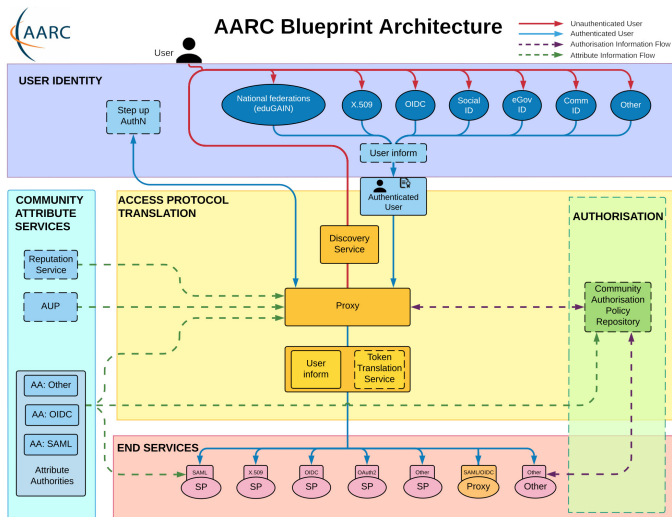 AARC
AARC Blueprint Architecture
User
Unauthenticated User
Authenticated User
Authorisation Information Flow
Attribute Information Flow
USER IDENTITY
Step up
AuthN
National federations
(eduGAIN)
X.509
OIDC
Social
ID
eGov
ID
Comm
ID
Other
User inform
Authenticated
User
COMMUNITY
ATTRIBUTE
SERVICES
ACCESS PROTOCOL
TRANSLATION
AUTHORISATION
Discovery
Service
Reputation
Service
AUP
Proxy
Community
Authorisation
Policy
Repository
User
inform
Token
Translation
Service
AA: Other
AA: OIDC
AA: SAML
Attribute
Authorities
END SERVICES
SAML
SP
X.509
SP
OIDC
SP
OAuth2
SP
Other
SP
SAML/OIDC
Proxy
Other
Other